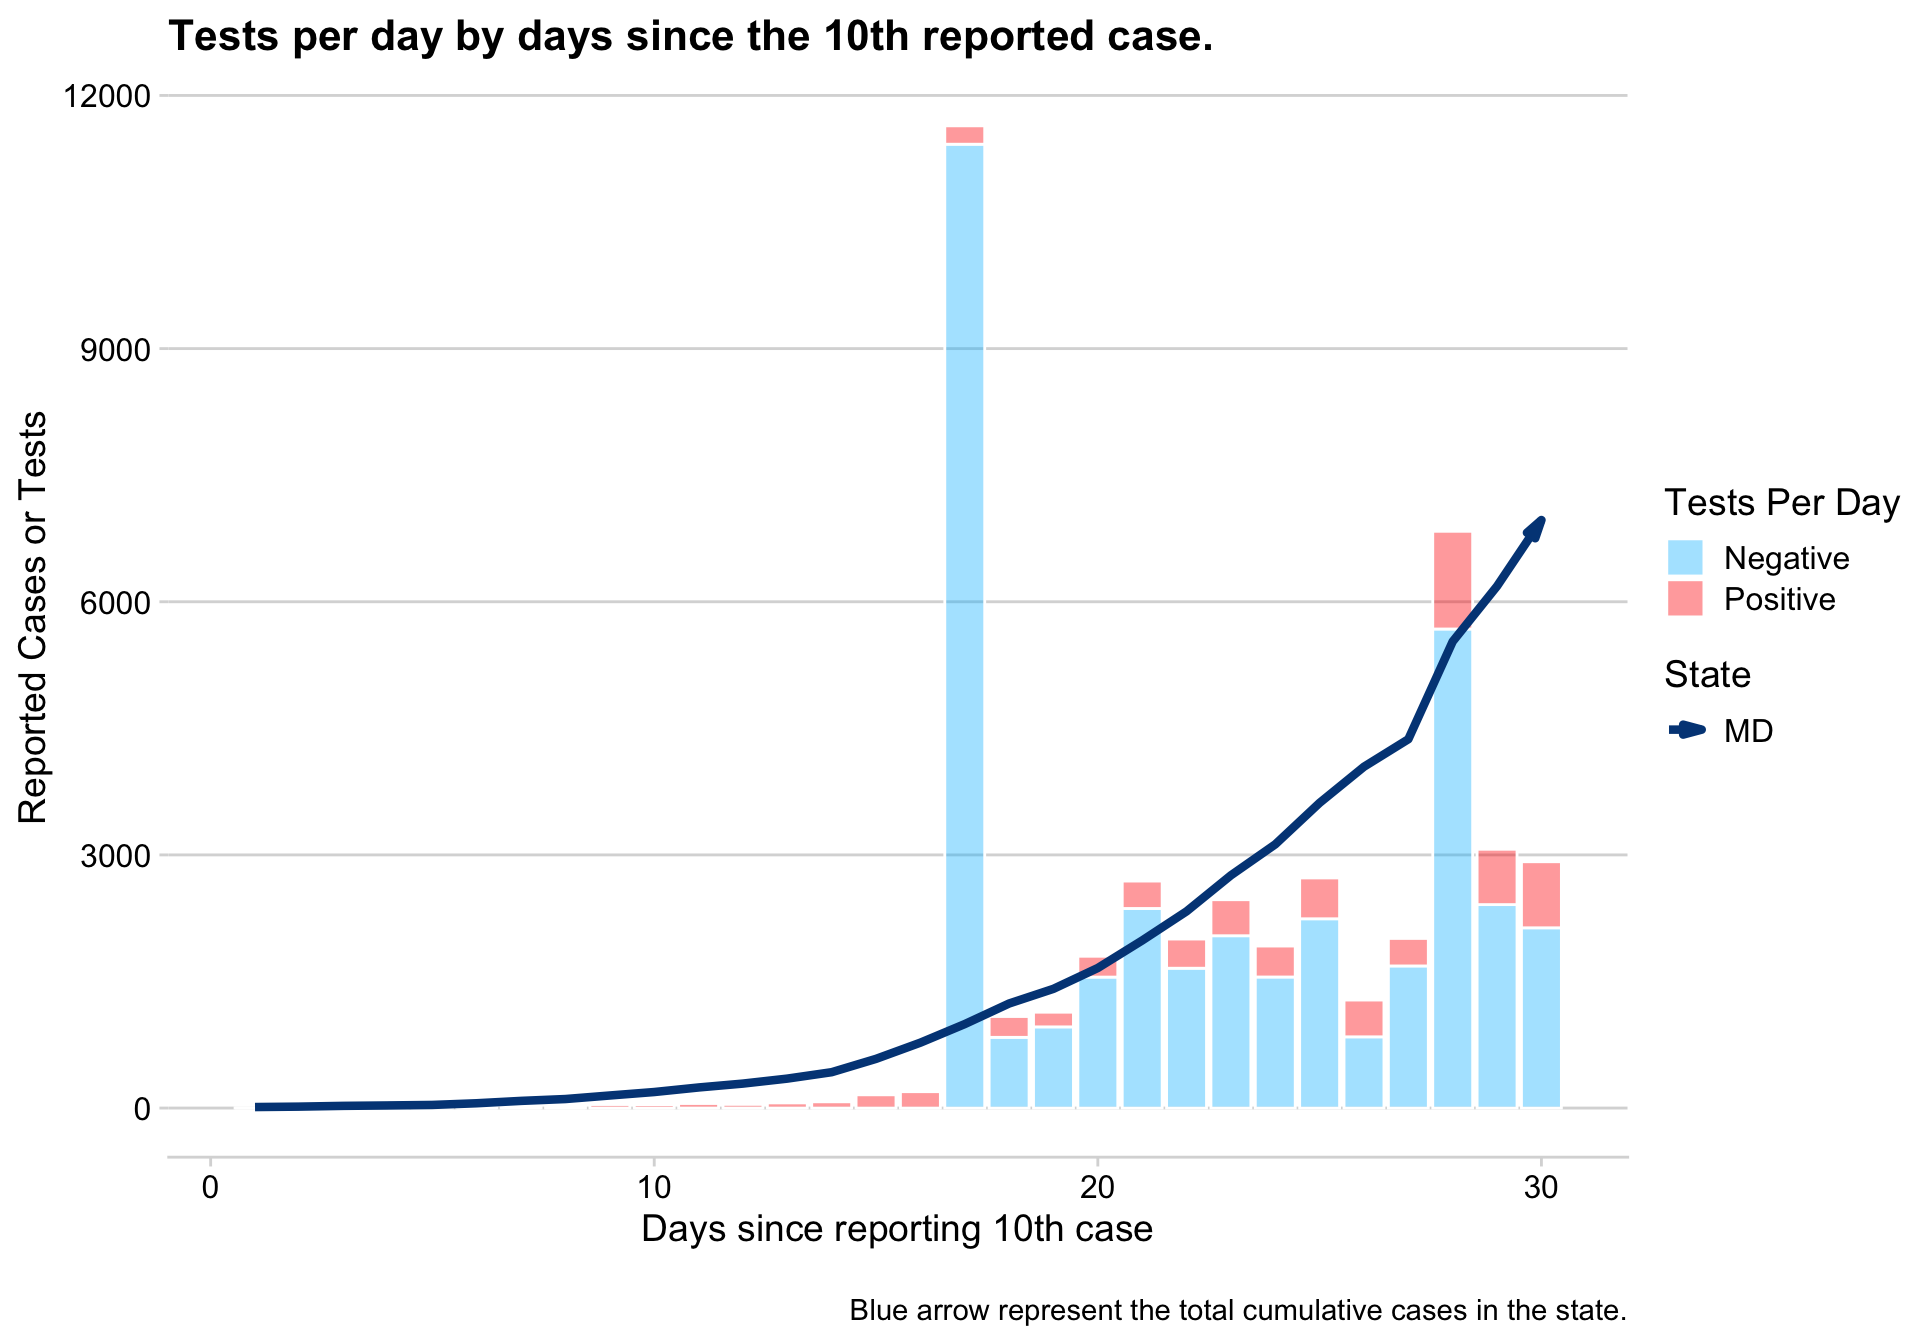 Tests per day by days since the 10th reported case.
12000
9000
6000
3000
0
Reported Cases or Tests
0 10 20 30
Days since reporting 10th case
Tests Per Day
Negative
Positive
State
MD
Blue arrow represent the total cumulative cases in the state.